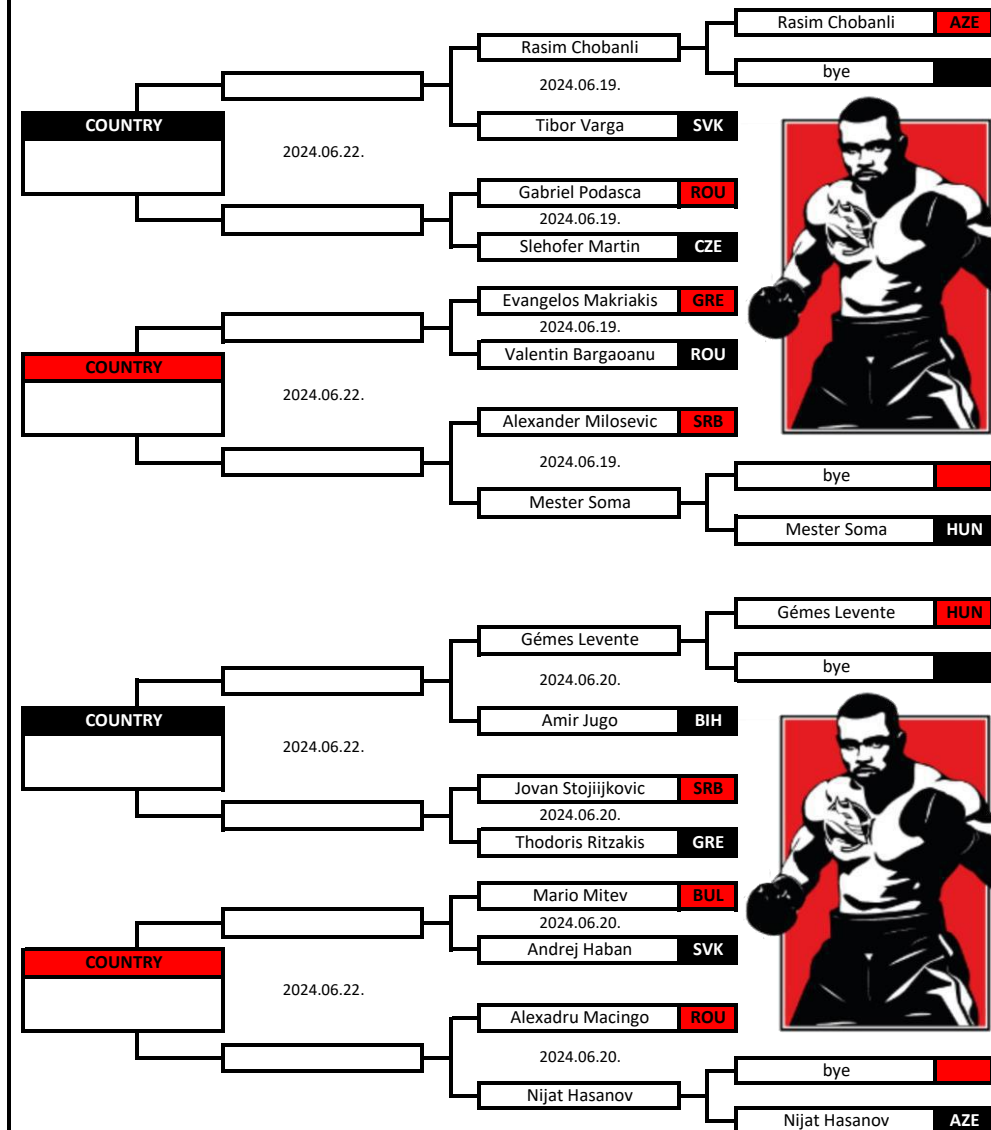 Rasim Chobanli AZE
Rasim Chobanli
2024.06.19.
bye
COUNTRY
Tibor Varga SVK
2024.06.22.
Gabriel Podasca ROU
2024.06.19.
Slehofer Martin CZE
Evangelos Makriakis GRE
2024.06.19.
Valentin Bargaoanu ROU
COUNTRY
2024.06.22.
Alexander Milosevic SRB
2024.06.19.
bye
Mester Soma
Mester Soma HUN
Gémes Levente HUN
Gémes Levente
bye
2024.06.20.
COUNTRY
Amir Jugo BIH
2024.06.22.
Jovan Stojiijkovic SRB
2024.06.20.
Thodoris Ritzakis GRE
Mario Mitev BUL
2024.06.20.
Andrej Haban SVK
COUNTRY
2024.06.22.
Alexadru Macingo ROU
2024.06.20.
bye
Nijat Hasanov
Nijat Hasanov AZE